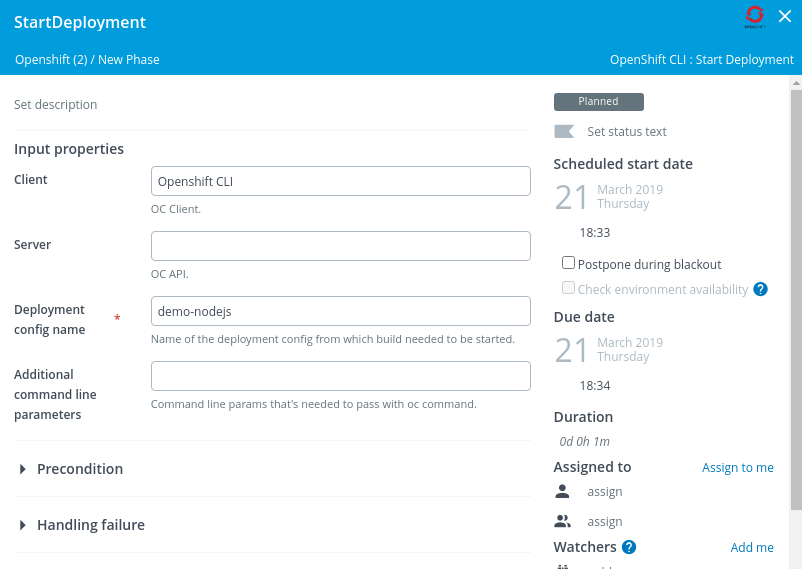 StartDeployment
Openshift (2) / New Phase
OpenShift CLI : Start Deployment
Set description
Input properties
Client
Openshift CLI
OC Client.
Server
OC API.
Deployment
config name
*
demo-nodejs
Name of the deployment config from which build needed to be started.
Additional
command line
parameters
Command line params that's needed to pass with oc command.
Precondition
Handling failure
Planned
Set status text
Scheduled start date
21
March 2019
Thursday
18:33
Postpone during blackout
Check environment availability ?
Due date
21
March 2019
Thursday
18:34
Duration
0d 0h 1m
Assigned to
Assign to me
assign
assign
Watchers ?
Add me